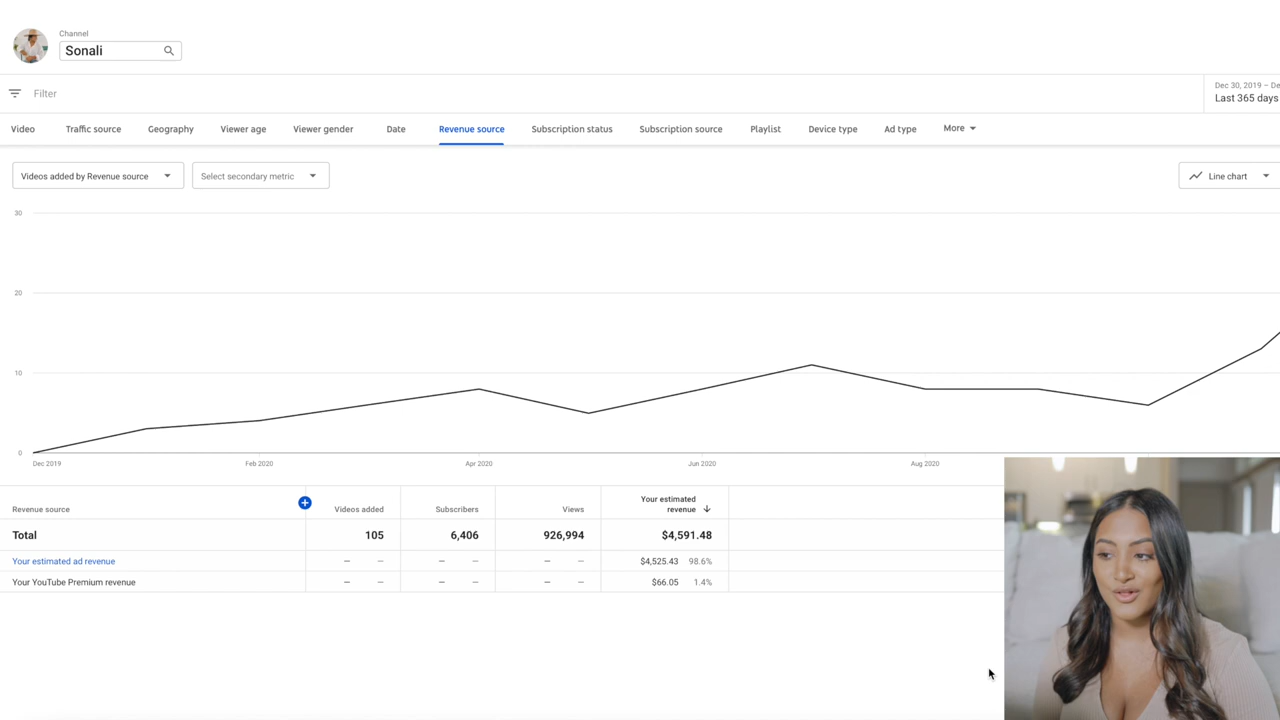 Channel
Sonali
Filter
Dec 30, 2019 – De
Last 365 days
Video Traffic source Geography Viewer age Viewer gender Date Revenue source Subscription status Subscription source Playlist Device type Ad type More
Videos added by Revenue source Select secondary metric Line chart
30
20
10
0
Dec 2019 Feb 2020 Apr 2020 Jun 2020 Aug 2020
Revenue source Videos added Subscribers Views Your estimated
revenue
Total 105 6,406 926,994 $4,591.48
Your estimated ad revenue — — — — — — $4,525.43 98.6%
Your YouTube Premium revenue — — — — — — $66.05 1.4%